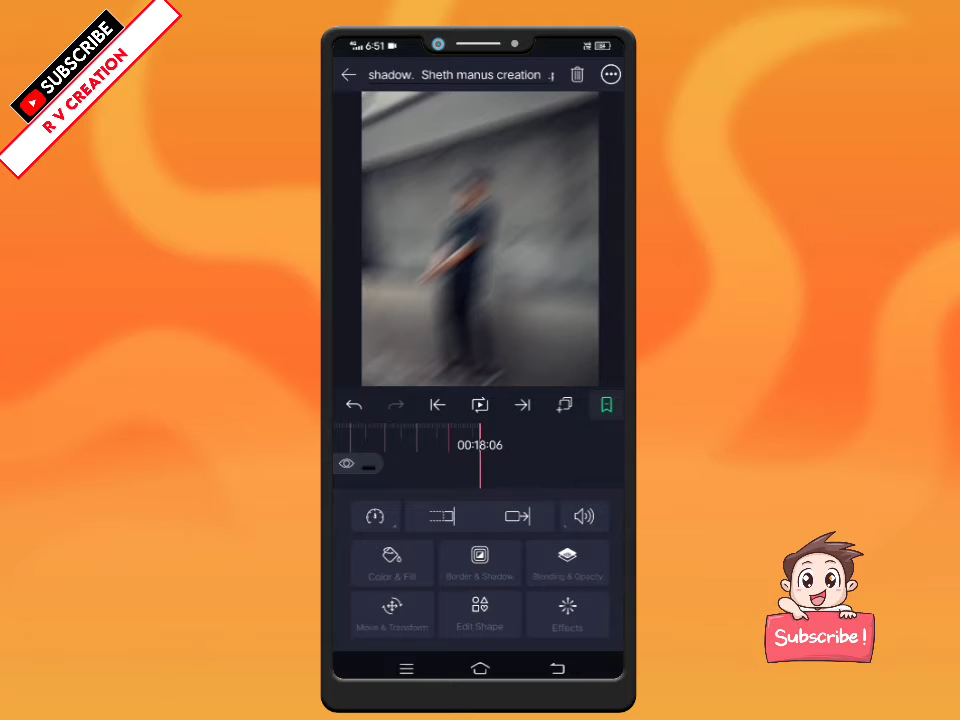 SUBSCRIBE
R V CREATION
6:51
shadow. Sheth manus creation .p
00:18:06
Color & Fill
Border & Shadow
Blending & Opacity
Move & Transform
Edit Shape
Effects
Subscribe!